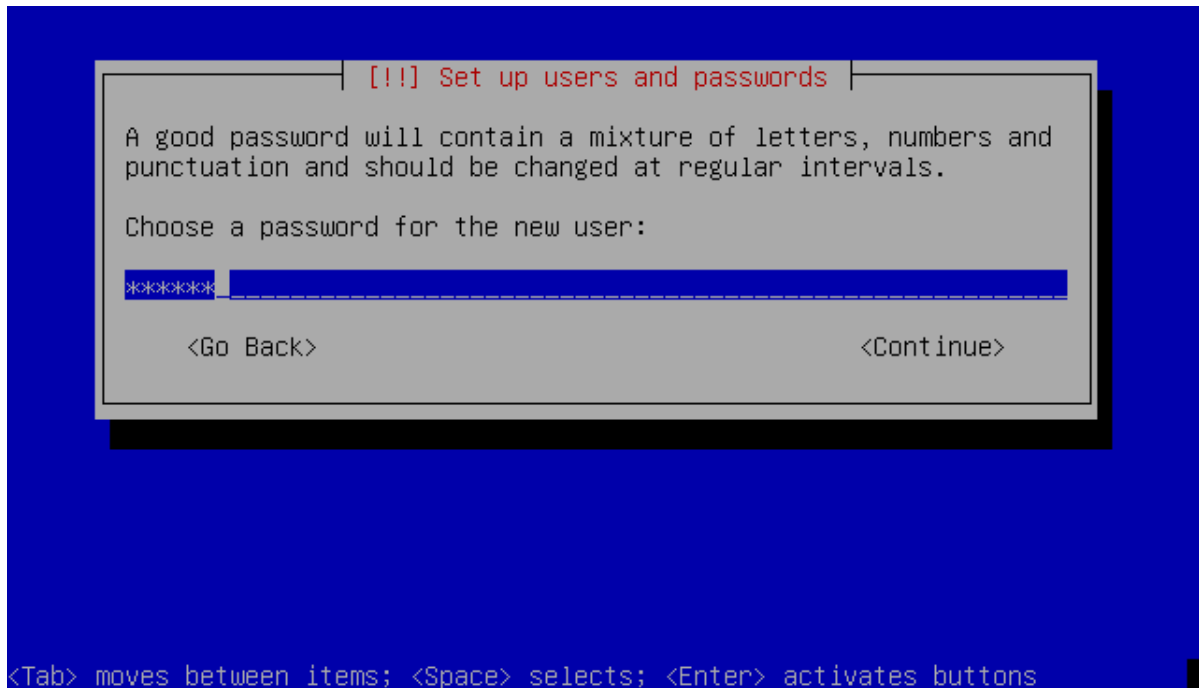 [!!] Set up users and passwords
A good password will contain a mixture of letters, numbers and
punctuation and should be changed at regular intervals.
Choose a password for the new user:
******_______________________________________________________
<Go Back> <Continue>
<Tab> moves between items; <Space> selects; <Enter> activates buttons